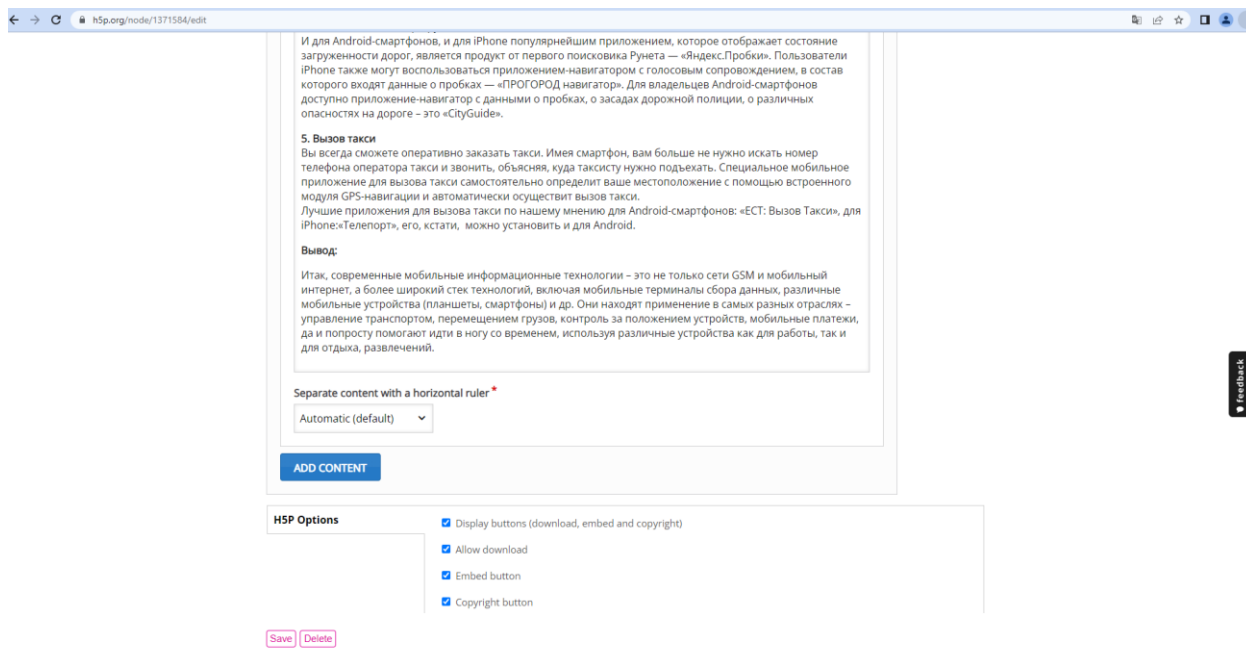 h5p.org/node/1371584/edit
И для Android-смартфонов, и для iPhone популярнейшим приложением, которое отображает состояние
загруженности дорог, является продукт от первого поисковика Рунета — «Яндекс.Пробки». Пользователи
iPhone также могут воспользоваться приложением-навигатором с голосовым сопровождением, в состав
которого входят данные о пробках — «ПРОГОРОД навигатор». Для владельцев Android-смартфонов
доступно приложение-навигатор с данными о пробках, о засадах дорожной полиции, о различных
опасностях на дороге – это «CityGuide».
5. Вызов такси
Вы всегда сможете оперативно заказать такси. Имея смартфон, вам больше не нужно искать номер
телефона оператора такси и звонить, объясняя, куда таксисту нужно подъехать. Специальное мобильное
приложение для вызова такси самостоятельно определит ваше местоположение с помощью встроенного
модуля GPS-навигации и автоматически осуществит вызов такси.
Лучшие приложения для вызова такси по нашему мнению для Android-смартфонов: «ЕСТ: Вызов Такси», для
iPhone:«Телепорт», его, кстати, можно установить и для Android.
Вывод:
Итак, современные мобильные информационные технологии – это не только сети GSM и мобильный
интернет, а более широкий стек технологий, включая мобильные терминалы сбора данных, различные
мобильные устройства (планшеты, смартфоны) и др. Они находят применение в самых разных отраслях –
управление транспортом, перемещением грузов, контроль за положением устройств, мобильные платежи,
да и попросту помогают идти в ногу со временем, используя различные устройства как для работы, так и
для отдыха, развлечений.
feedback
Separate content with a horizontal ruler *
Automatic (default)
ADD CONTENT
H5P Options
Display buttons (download, embed and copyright)
Allow download
Embed button
Copyright button
Save Delete